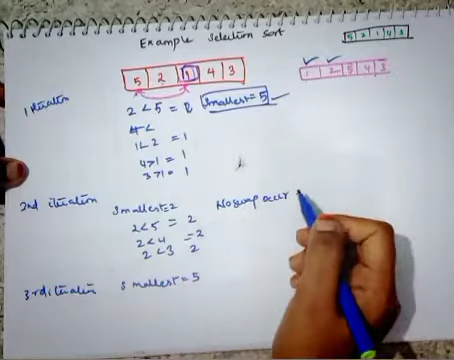 Example Selection Sort
5 2 1 4 3
5 2 1 4 3
1 2 5 4 3
1 iteration
2 < 5 = 2 Smallest = 5
4 <
1 < 2 = 1
4 > 1 = 1
3 > 1 = 1
2nd iteration Smallest = 2 No swap occur
2 < 5 = 2
2 < 4 = 2
2 < 3 2
3rd iteration Smallest = 5